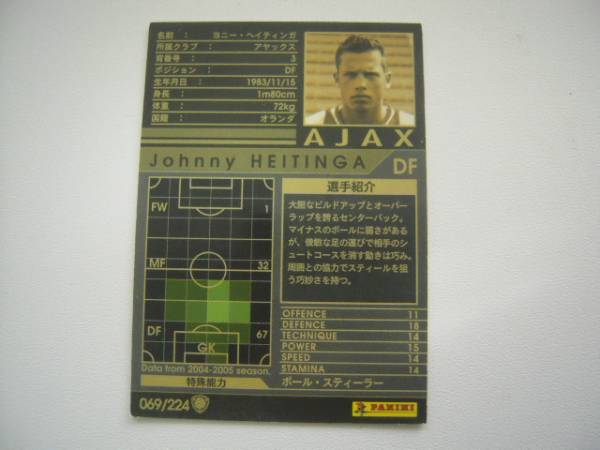 名前 : ヨニー・ヘイティンガ
所属クラブ : アヤックス
背番号 : 3
ポジション : DF
生年月日 : 1983/11/15
身長 : 1m80cm
体重 : 72kg
国籍 : オランダ
AJAX
Johnny HEITINGA
DF
FW 1
MF 32
DF 67
GK
Data from 2004-2005 season.
選手紹介
大胆なビルドアップとオーバー
ラップを誇るセンターバック。
マイナスのボールに弱さがある
が、俊敏な足の運びで相手のシュ
ートコースを消す動きは巧み。
周囲との協力でスティールを狙
う巧妙さを持つ。
OFFENCE 11
DEFENCE 18
TECHNIQUE 14
POWER 15
SPEED 14
STAMINA 14
特殊能力
ボール・スティーラー
069/224
PANINI